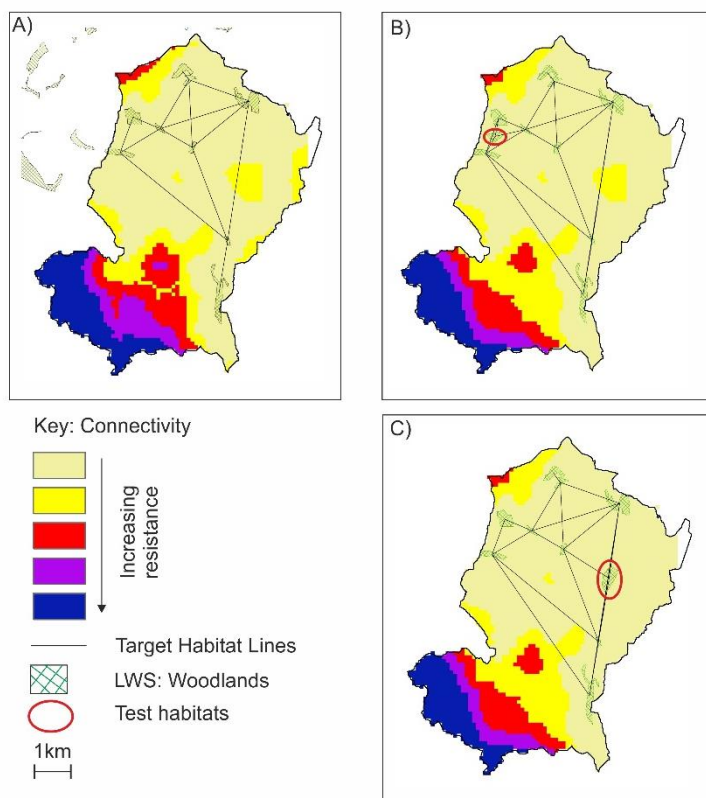 A)
B)
Key: Connectivity
Increasing
resistance
Target Habitat Lines
LWS: Woodlands
Test habitats
1km
C)